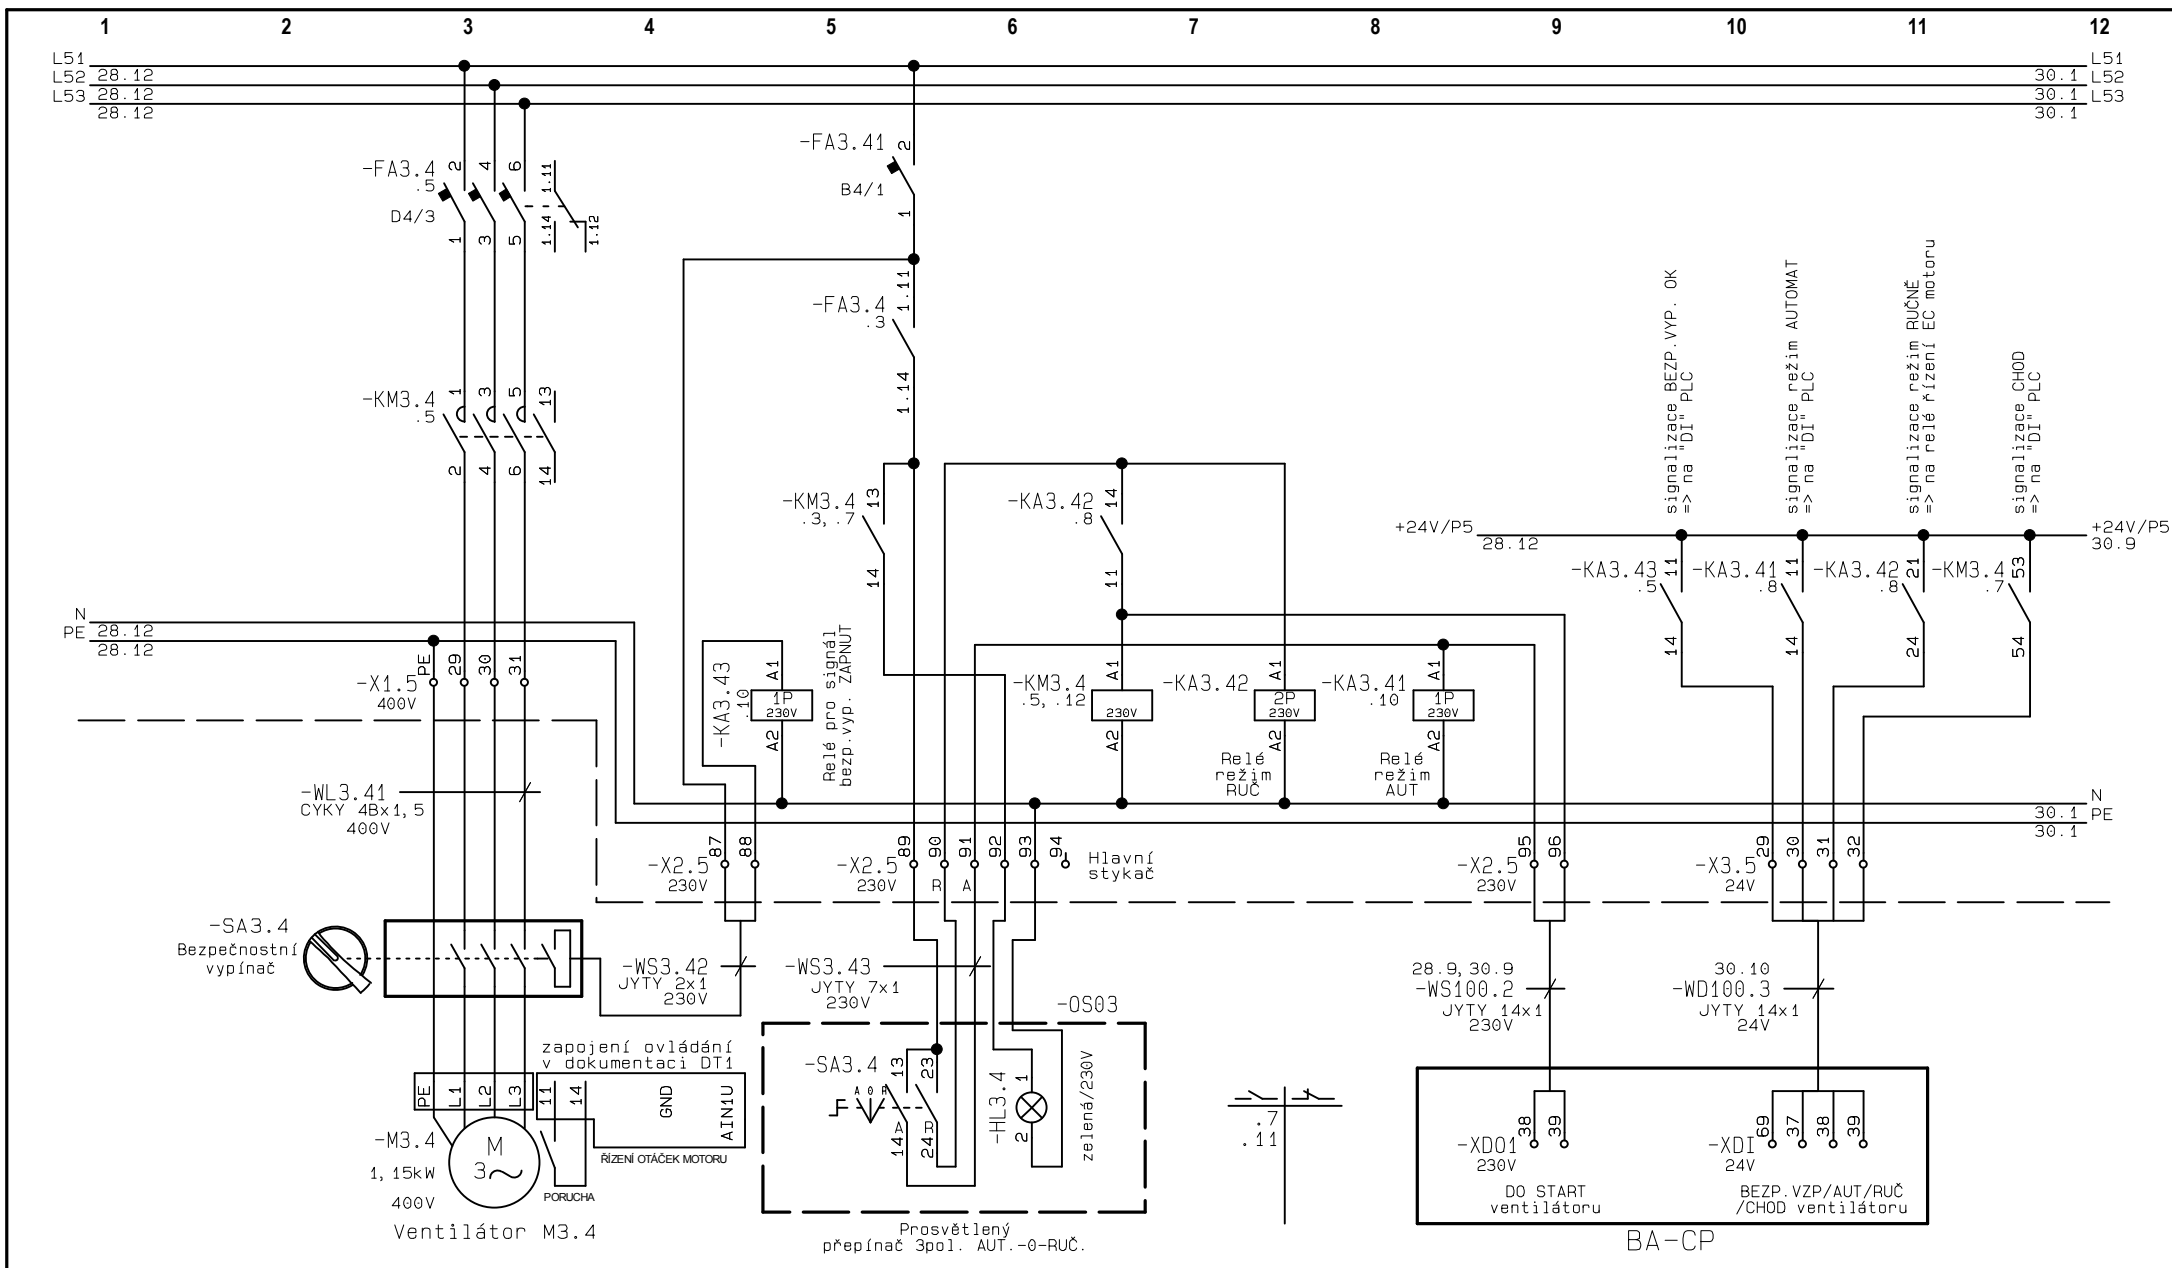 1 2 3 4 5 6 7 8 9 10 11 12
L51
28.12
L52
28.12
L53
28.12
L51
30.1
L52
30.1
L53
30.1
-FA3.4
.5
D4/3
2 4 6 1.11
1 3 5 1.14 1.12
-FA3.41
B4/1
2
1
-FA3.4
.3
1.11
1.14
-KM3.4
.5
1 3 5 13
2 4 6 14
-KM3.4
.3,.7
13
14
-KA3.42
.8
14
11
signalizace BEZP.VYP. OK
=> na "DI" PLC
signalizace režim AUTOMAT
=> na "DI" PLC
signalizace režim RUČNĚ
=> na relé řízení EC motoru
signalizace CHOD
=> na "DI" PLC
+24V/P5
28.12
+24V/P5
30.9
-KA3.43
.5
11
14
-KA3.41
.8
11
14
-KA3.42
.8
21
24
-KM3.4
.7
53
54
N
28.12
PE
28.12
-X1.5
400V
PE 29 30 31
-KA3.43
.10
A1
1P
230V
A2
Relé pro signál
bezp.vyp. ZAPNUT
-KM3.4
.5,.12
A1
230V
A2
-KA3.42
A1
2P
230V
A2
Relé
režim
RUČ
-KA3.41
.10
A1
1P
230V
A2
Relé
režim
AUT
N
30.1
PE
30.1
-WL3.41
CYKY 4Bx1,5
400V
-X2.5
230V
87 88
-X2.5
230V
89 90 91 92 93 94
R A
Hlavní
stykač
-X2.5
230V
95 96
-X3.5
24V
29 30 31 32
-SA3.4
Bezpečnostní
vypínač
-WS3.42
JYTY 2x1
230V
-WS3.43
JYTY 7x1
230V
28.9,30.9
-WS100.2
JYTY 14x1
230V
30.10
-WD100.3
JYTY 14x1
24V
-OS03
zapojení ovládání
v dokumentaci DT1
PE L1 L2 L3 11 14 GND AIN1U
ŘÍZENÍ OTÁČEK MOTORU
PORUCHA
-M3.4
1,15kW
400V
M
3
Ventilátor M3.4
-SA3.4
A 0 R
13 23
A R
14 24
-HL3.4
1
2
zelená/230V
Prosvětlený
přepínač 3pol. AUT.-0-RUČ.
.7
.11
-XDO1
230V
38 39
DO START
ventilátoru
-XDI
24V
69 37 38 39
BEZP.VZP/AUT/RUČ
/CHOD ventilátoru
BA-CP